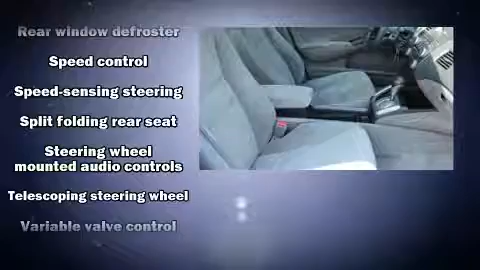 Rear window defroster
Speed control
Speed-sensing steering
Split folding rear seat
Steering wheel
mounted audio controls
Telescoping steering wheel
Variable valve control